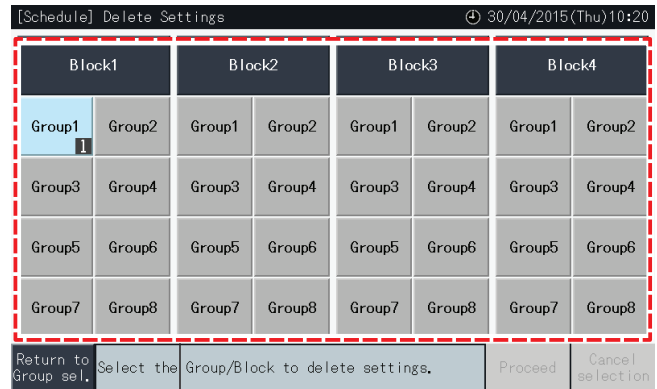 [Schedule] Delete Settings 30/04/2015(Thu)10:20
Block1 Block2 Block3 Block4
Group1 Group2 Group1 Group2 Group1 Group2 Group1 Group2
1
Group3 Group4 Group3 Group4 Group3 Group4 Group3 Group4
Group5 Group6 Group5 Group6 Group5 Group6 Group5 Group6
Group7 Group8 Group7 Group8 Group7 Group8 Group7 Group8
Return to
Group sel.
Select the Group/Block to delete settings.
Proceed
Cancel
selection